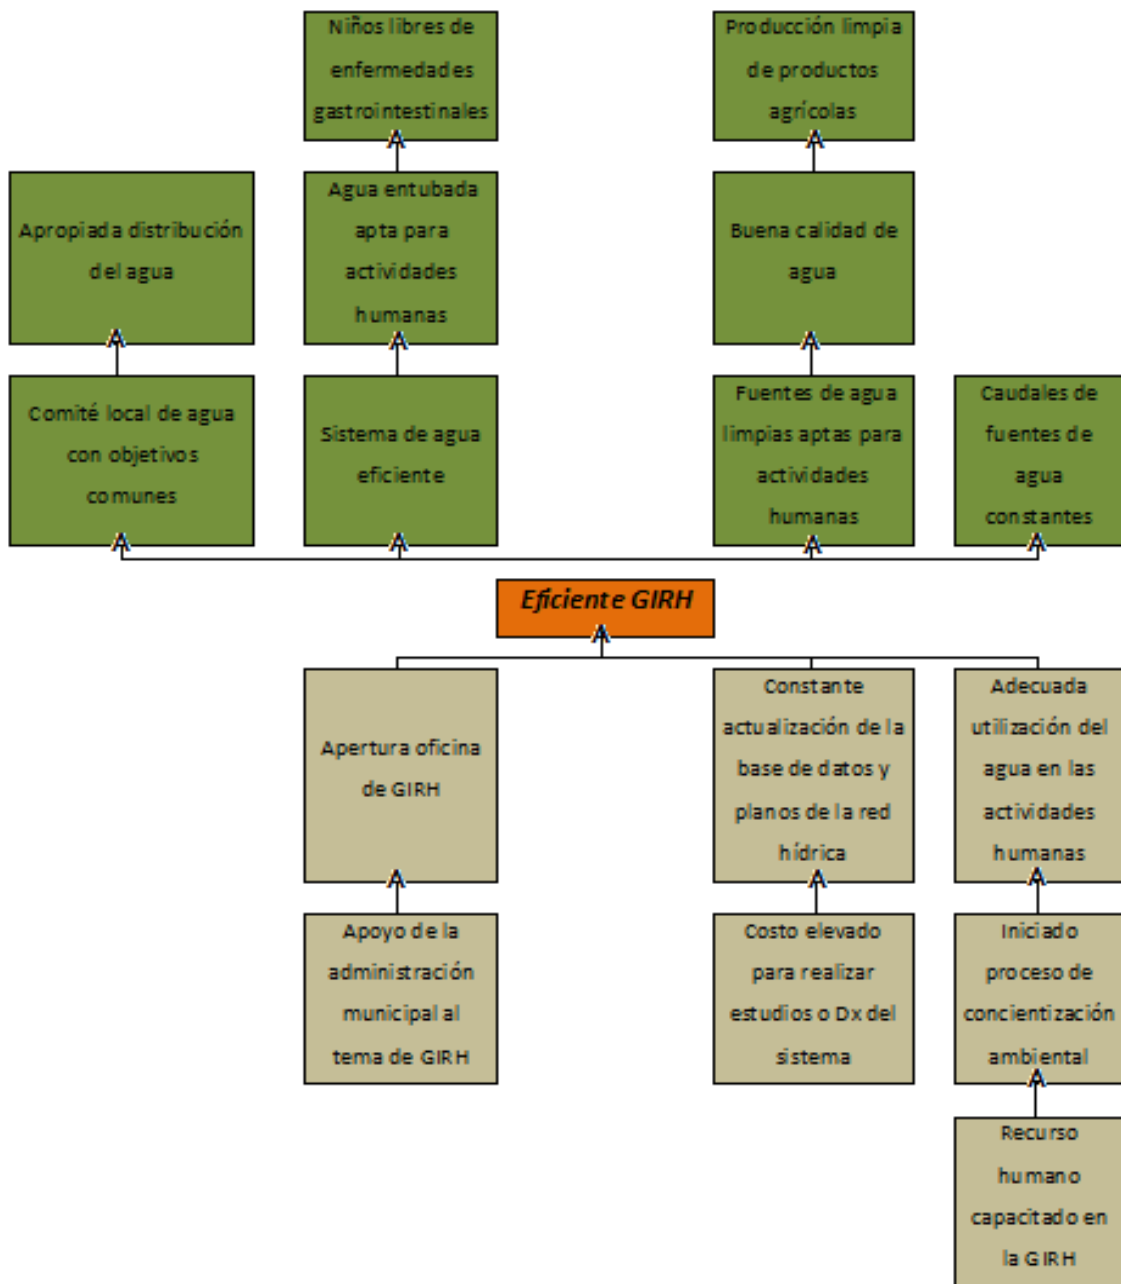 Niños libres de
enfermedades
gastrointestinales
Producción limpia
de productos
agrícolas
Apropiada distribución
del agua
Agua entubada
apta para
actividades
humanas
Buena calidad de
agua
Comité local de agua
con objetivos
comunes
Sistema de agua
eficiente
Fuentes de agua
limpias aptas para
actividades
humanas
Caudales de
fuentes de
agua
constantes
Eficiente GIRH
Apertura oficina
de GIRH
Constante
actualización de la
base de datos y
planos de la red
hídrica
Adecuada
utilización del
agua en las
actividades
humanas
Apoyo de la
administración
municipal al
tema de GIRH
Costo elevado
para realizar
estudios o Dx del
sistema
Iniciado
proceso de
concientización
ambiental
Recurso
humano
capacitado en
la GIRH